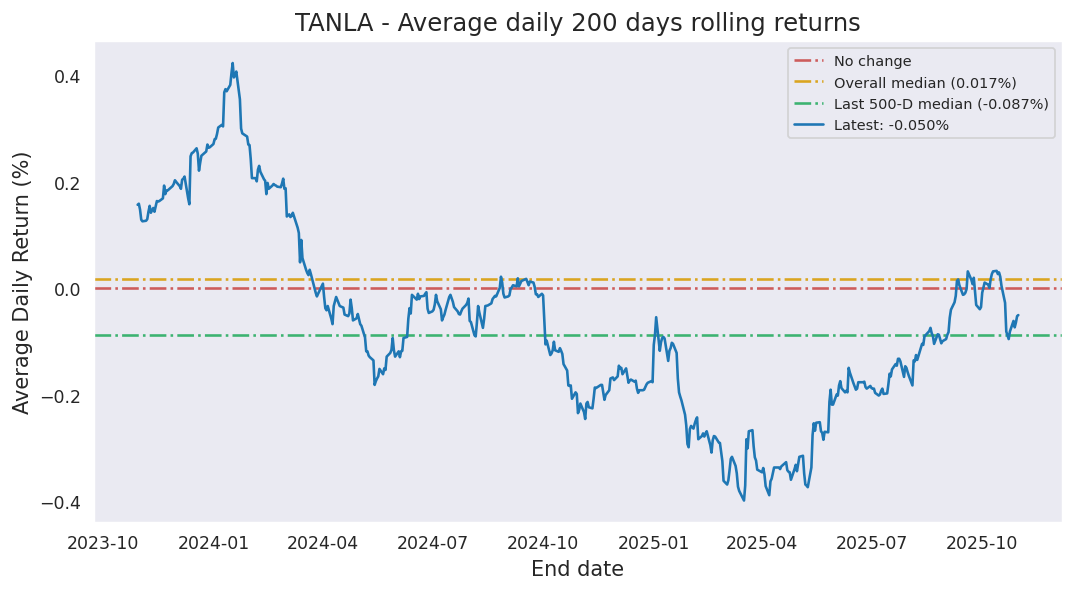 TANLA - Average daily 200 days rolling returns
No change
Overall median (0.017%)
Last 500-D median (-0.087%)
Latest: -0.050%
Average Daily Return (%)
0.4
0.2
0.0
−0.2
−0.4
2023-10 2024-01 2024-04 2024-07 2024-10 2025-01 2025-04 2025-07 2025-10
End date